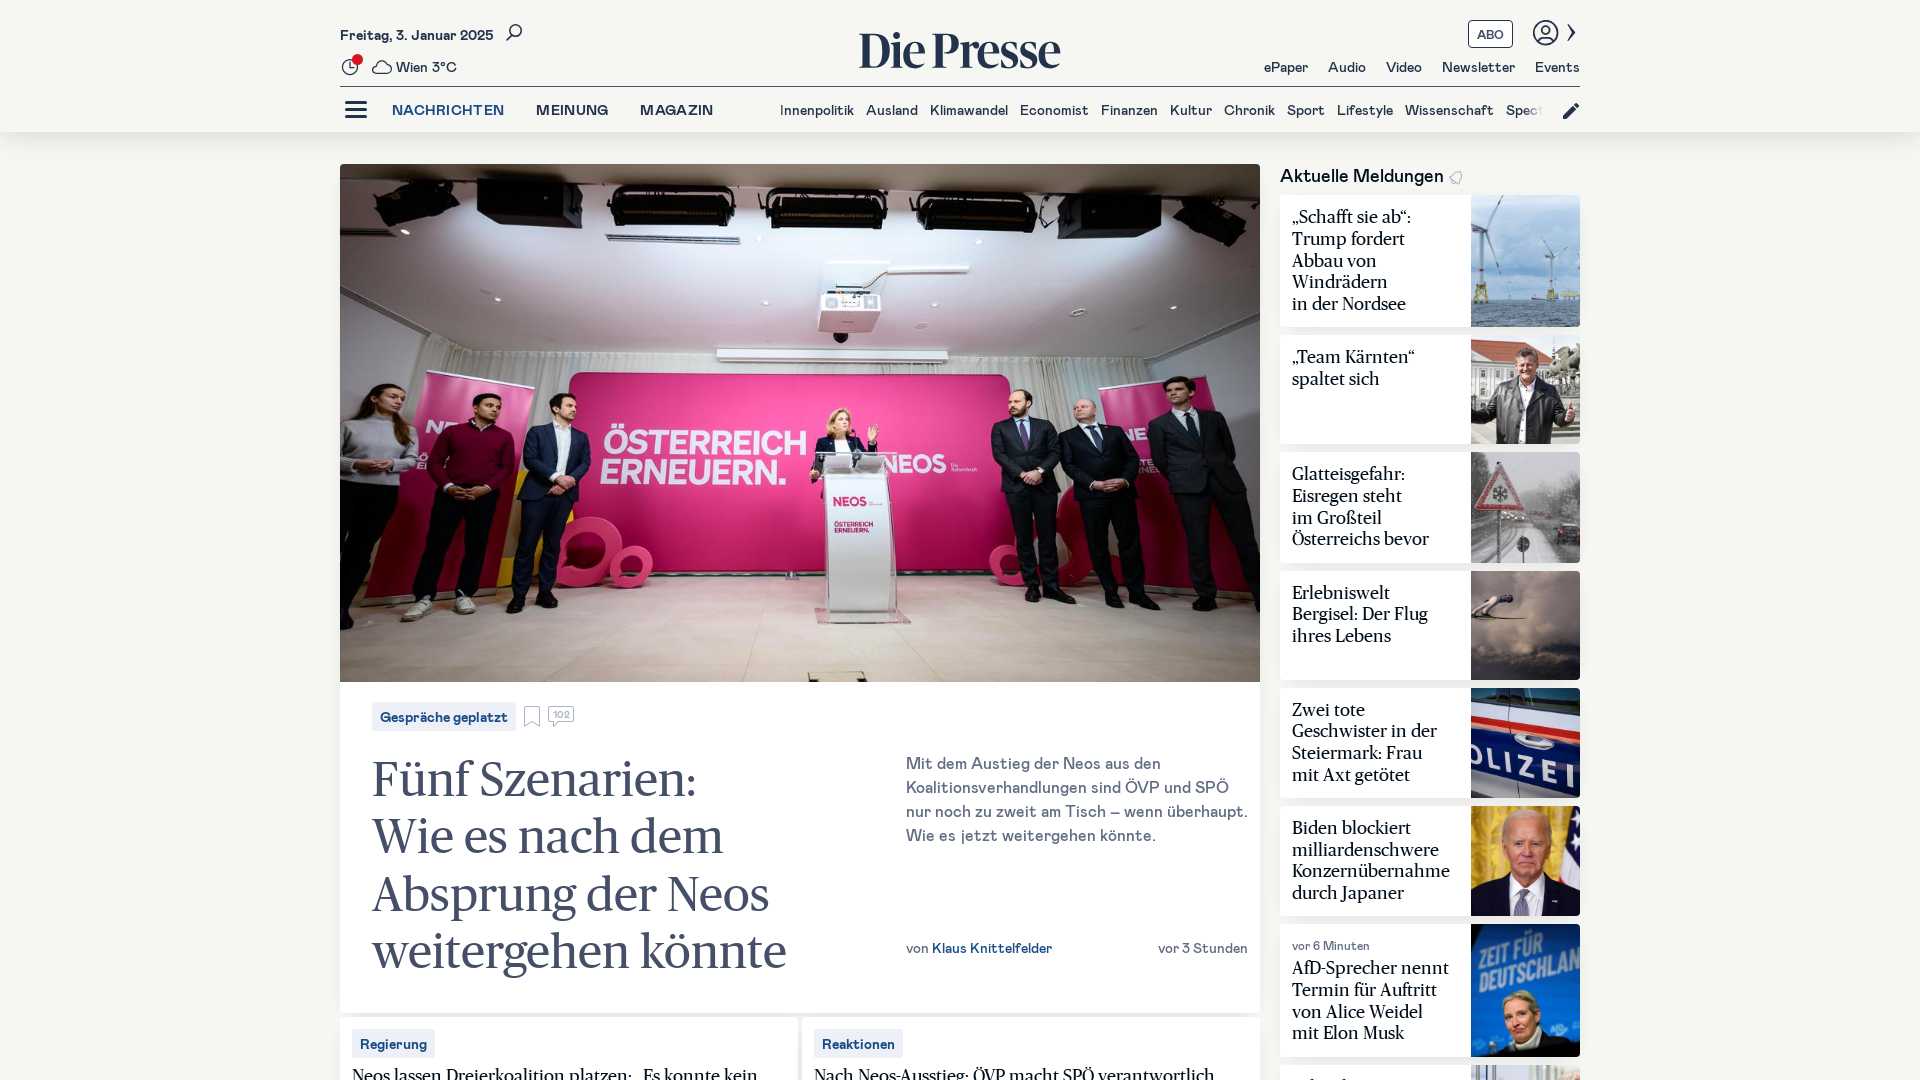 Freitag, 3. Januar 2025
Wien 3°C
Die Presse
ABO
ePaper Audio Video Newsletter Events
NACHRICHTEN MEINUNG MAGAZIN
Innenpolitik Ausland Klimawandel Economist Finanzen Kultur Chronik Sport Lifestyle Wissenschaft Spect
ÖSTERREICH
ERNEUERN.
NEOS
NEOS
ÖSTERREICH
ERNEUERN.
Gespräche geplatzt
102
Fünf Szenarien:
Wie es nach dem
Absprung der Neos
weitergehen könnte
Mit dem Austieg der Neos aus den
Koalitionsverhandlungen sind ÖVP und SPÖ
nur noch zu zweit am Tisch – wenn überhaupt.
Wie es jetzt weitergehen könnte.
von Klaus Knittelfelder
vor 3 Stunden
Regierung
Neos lassen Dreierkoalition platzen: „Es konnte kein
Reaktionen
Nach Neos-Ausstieg: ÖVP macht SPÖ verantwortlich
Aktuelle Meldungen
„Schafft sie ab“:
Trump fordert
Abbau von
Windrädern
in der Nordsee
„Team Kärnten“
spaltet sich
Glatteisgefahr:
Eisregen steht
im Großteil
Österreichs bevor
Erlebniswelt
Bergisel: Der Flug
ihres Lebens
Zwei tote
Geschwister in der
Steiermark: Frau
mit Axt getötet
OLIZEI
Biden blockiert
milliardenschwere
Konzernübernahme
durch Japaner
vor 6 Minuten
AfD-Sprecher nennt
Termin für Auftritt
von Alice Weidel
mit Elon Musk
ZEIT FÜR
DEUTSCHLAN